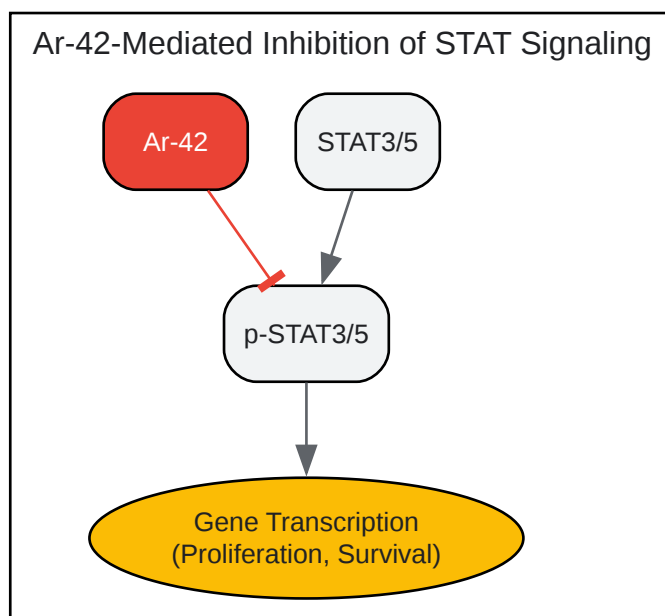 Ar-42-Mediated Inhibition of STAT Signaling
Ar-42
STAT3/5
p-STAT3/5
Gene Transcription
(Proliferation, Survival)